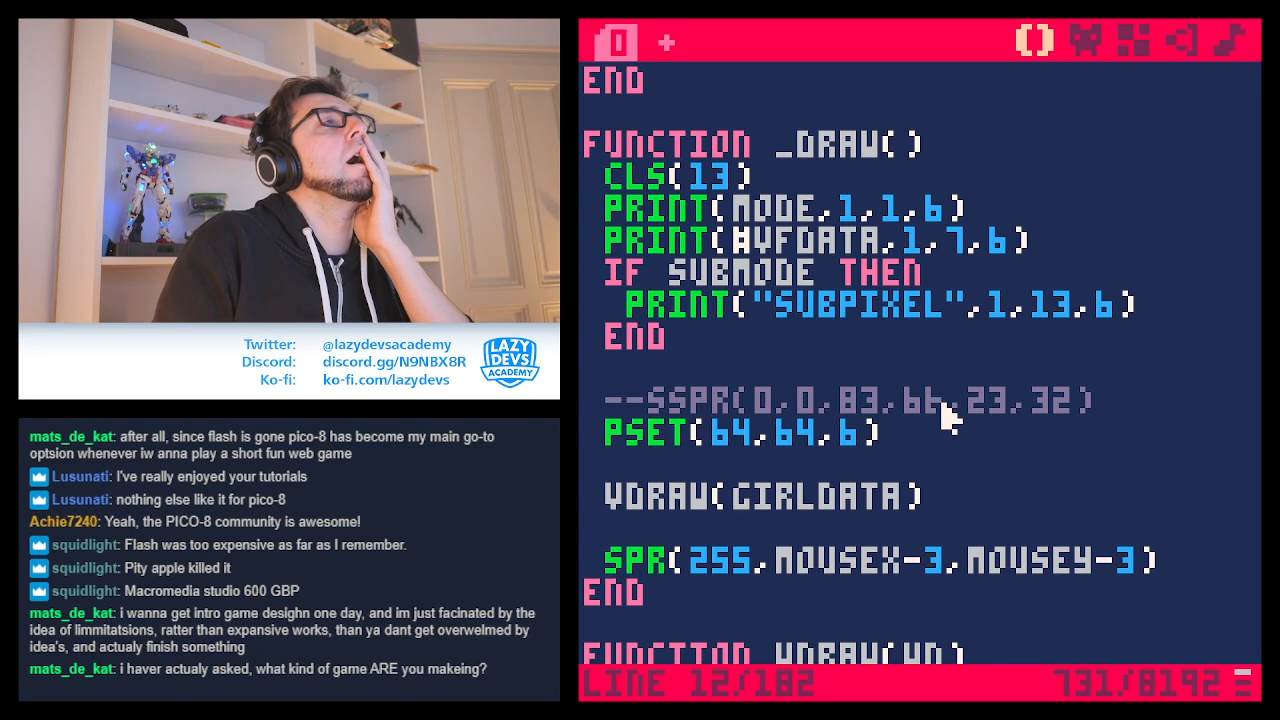 Twitter: @lazydevsacademy
Discord: discord.gg/N9NBX8R
Ko-fi: ko-fi.com/lazydevs
LAZY
DEVS
ACADEMY
mats_de_kat: after all, since flash is gone pico-8 has become my main go-to
optsion whenever iw anna play a short fun web game
Lusunati: I've really enjoyed your tutorials
Lusunati: nothing else like it for pico-8
Achie7240: Yeah, the PICO-8 community is awesome!
squidlight: Flash was too expensive as far as I remember.
squidlight: Pity apple killed it
squidlight: Macromedia studio 600 GBP
mats_de_kat: i wanna get intro game desighn one day, and im just facinated by the
idea of limmitatsions, ratter than expansive works, than ya dant get overwelmed by
idea's, and actualy finish something
mats_de_kat: i haver actualy asked, what kind of game ARE you makeing?
0 +
END
FUNCTION _DRAW()
CLS(13)
PRINT(MODE,1,1,6)
PRINT(#VFDATA,1,7,6)
IF SUBMODE THEN
PRINT("SUBPIXEL",1,13,6)
END
--SSPR(0,0,83,66,23,32)
PSET(64,64,6)
VDRAW(GIRLDATA)
SPR(255,MOUSEX-3,MOUSEY-3)
END
FUNCTION VDRAW(VD)
LINE 12/182 731/8192